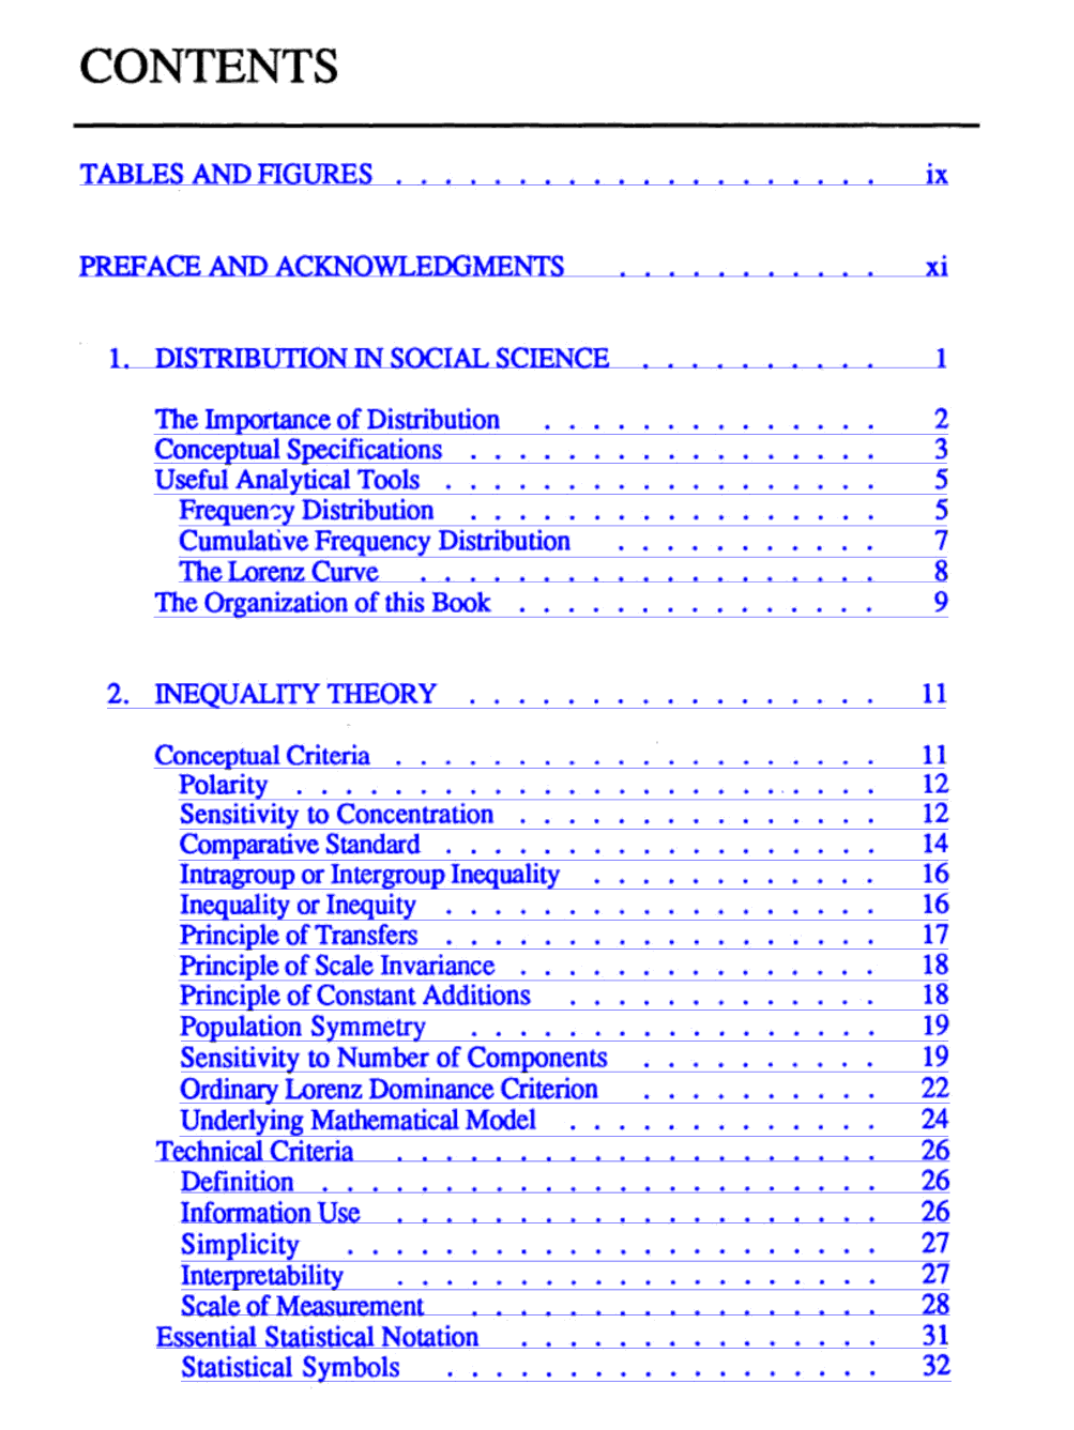 CONTENTS
TABLES AND FIGURES . . . . . . . . . . . . . . . . . . . . ix
PREFACE AND ACKNOWLEDGMENTS . . . . . . . . . . . xi
1. DISTRIBUTION IN SOCIAL SCIENCE . . . . . . . . . . 1
The Importance of Distribution . . . . . . . . . . . . . . 2
Conceptual Specifications . . . . . . . . . . . . . . . . . 3
Useful Analytical Tools . . . . . . . . . . . . . . . . . . 5
Frequency Distribution . . . . . . . . . . . . . . . . . 5
Cumulative Frequency Distribution . . . . . . . . . . . 7
The Lorenz Curve . . . . . . . . . . . . . . . . . . . 8
The Organization of this Book . . . . . . . . . . . . . . . 9
2. INEQUALITY THEORY . . . . . . . . . . . . . . . . . 11
Conceptual Criteria . . . . . . . . . . . . . . . . . . . . 11
Polarity . . . . . . . . . . . . . . . . . . . . . . . . 12
Sensitivity to Concentration . . . . . . . . . . . . . . . 12
Comparative Standard . . . . . . . . . . . . . . . . . . 14
Intragroup or Intergroup Inequality . . . . . . . . . . . . 16
Inequality or Inequity . . . . . . . . . . . . . . . . . . 16
Principle of Transfers . . . . . . . . . . . . . . . . . . 17
Principle of Scale Invariance . . . . . . . . . . . . . . . 18
Principle of Constant Additions . . . . . . . . . . . . . 18
Population Symmetry . . . . . . . . . . . . . . . . . 19
Sensitivity to Number of Components . . . . . . . . . . 19
Ordinary Lorenz Dominance Criterion . . . . . . . . . . 22
Underlying Mathematical Model . . . . . . . . . . . . . 24
Technical Criteria . . . . . . . . . . . . . . . . . . . . 26
Definition . . . . . . . . . . . . . . . . . . . . . . . 26
Information Use . . . . . . . . . . . . . . . . . . . . 26
Simplicity . . . . . . . . . . . . . . . . . . . . . . 27
Interpretability . . . . . . . . . . . . . . . . . . . . 27
Scale of Measurement . . . . . . . . . . . . . . . . . 28
Essential Statistical Notation . . . . . . . . . . . . . . . 31
Statistical Symbols . . . . . . . . . . . . . . . . . . 32